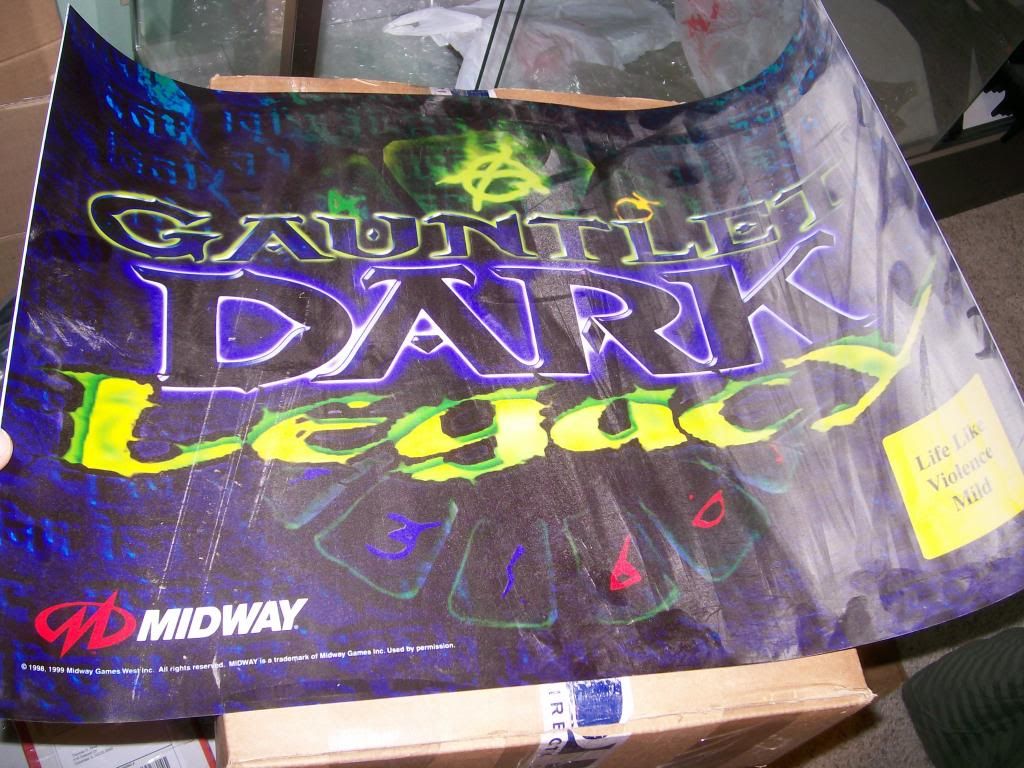 GAUNTLET
DARK
Legacy
Life Like
Violence
Mild
MIDWAY
© 1998, 1999 Midway Games West Inc. All rights reserved. MIDWAY is a trademark of Midway Games Inc. Used by permission.